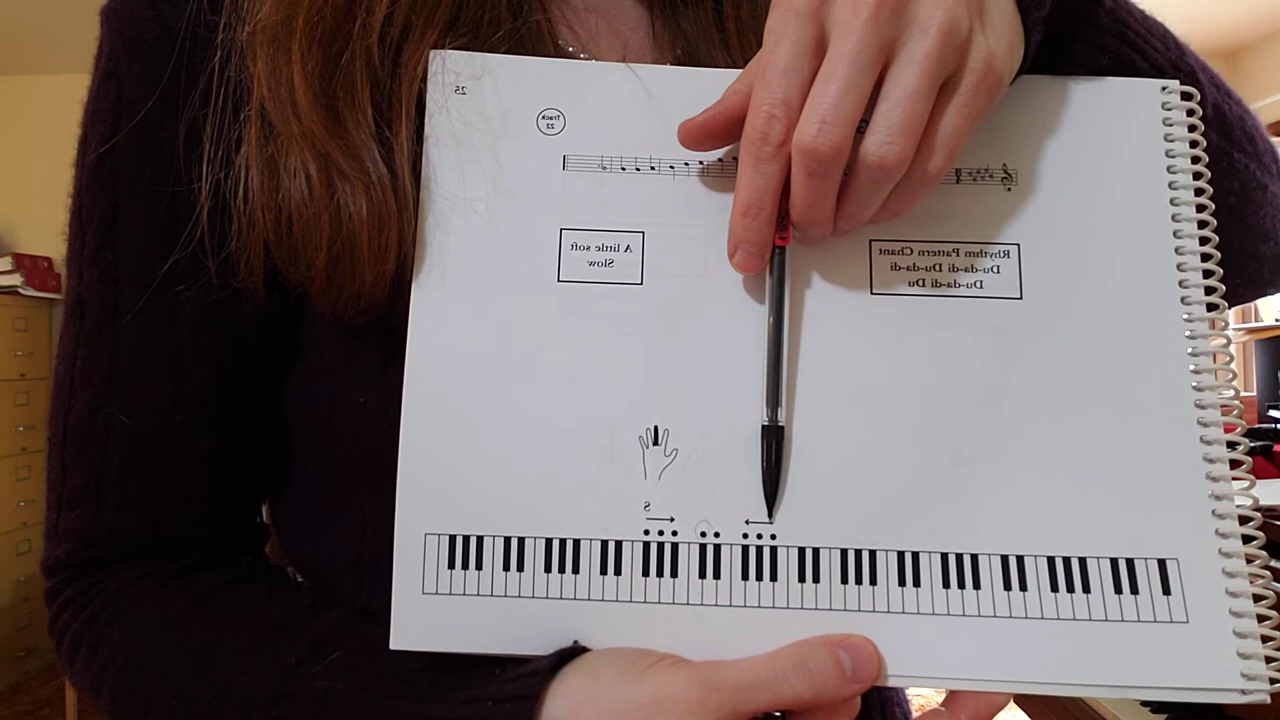 25
Track
22
Rhythm Pattern Chant
Du-da-di Du-da-di
Du-da-di Du
A little soft
Slow
S